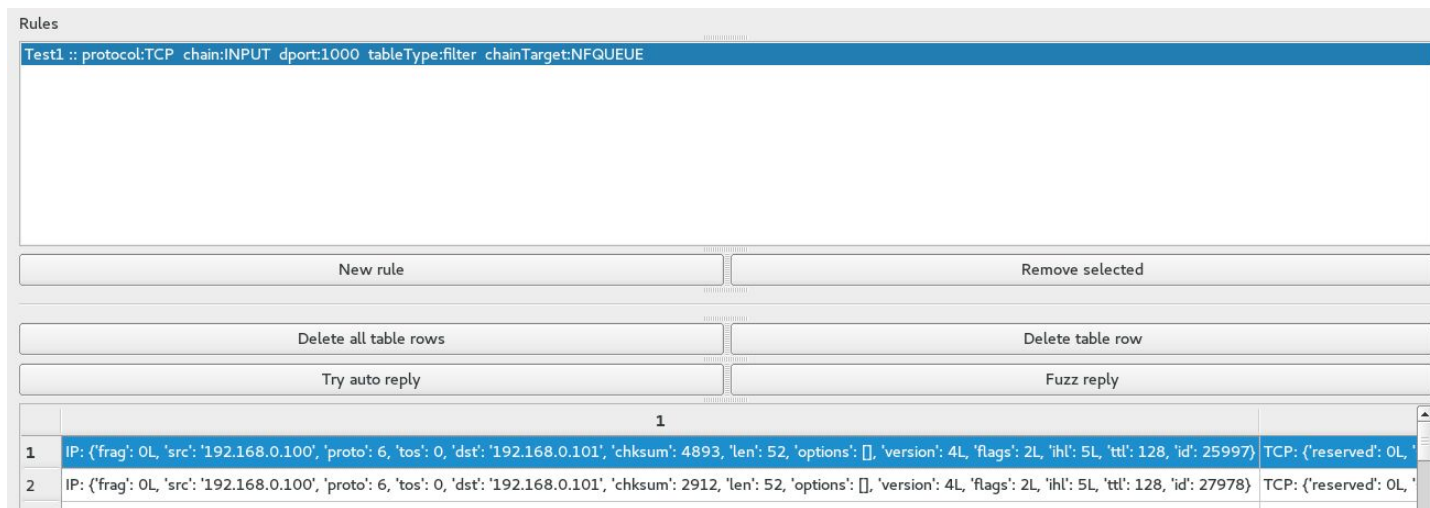 Rules
Test1 :: protocol:TCP  chain:INPUT  dport:1000  tableType:filter  chainTarget:NFQUEUE
New rule
Remove selected
Delete all table rows
Delete table row
Try auto reply
Fuzz reply
1
1 IP: {'frag': 0L, 'src': '192.168.0.100', 'proto': 6, 'tos': 0, 'dst': '192.168.0.101', 'chksum': 4893, 'len': 52, 'options': [], 'version': 4L, 'flags': 2L, 'ihl': 5L, 'ttl': 128, 'id': 25997} TCP: {'reserved': 0L, '
2 IP: {'frag': 0L, 'src': '192.168.0.100', 'proto': 6, 'tos': 0, 'dst': '192.168.0.101', 'chksum': 2912, 'len': 52, 'options': [], 'version': 4L, 'flags': 2L, 'ihl': 5L, 'ttl': 128, 'id': 27978} TCP: {'reserved': 0L, '